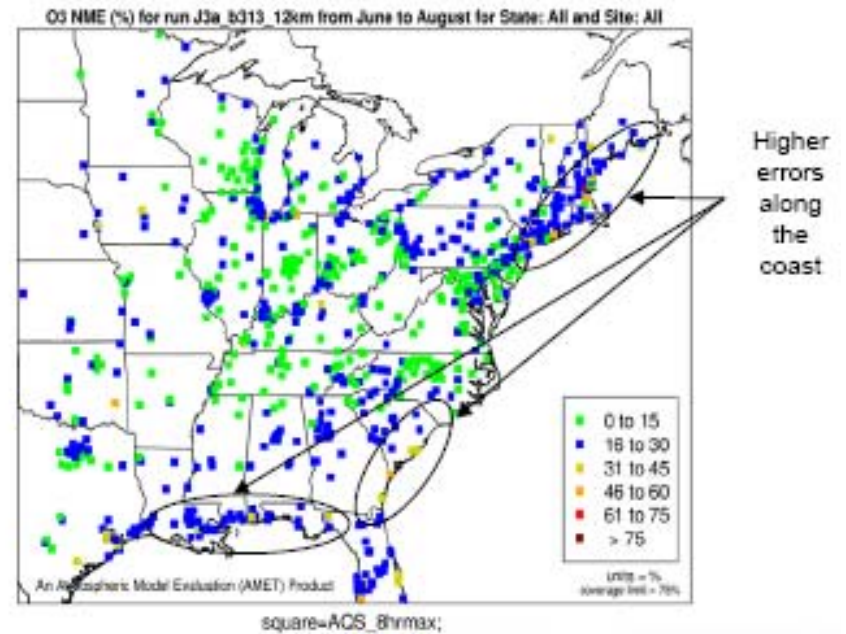 O3 NME (%) for run J3a_b313_12km from June to August for State: All and Site: All
Higher
errors
along
the
coast
0 to 15
16 to 30
31 to 45
46 to 60
61 to 75
> 75
units = %
coverage limit = 75%
An Atmospheric Model Evaluation (AMET) Product
square=AQS_8hrmax;